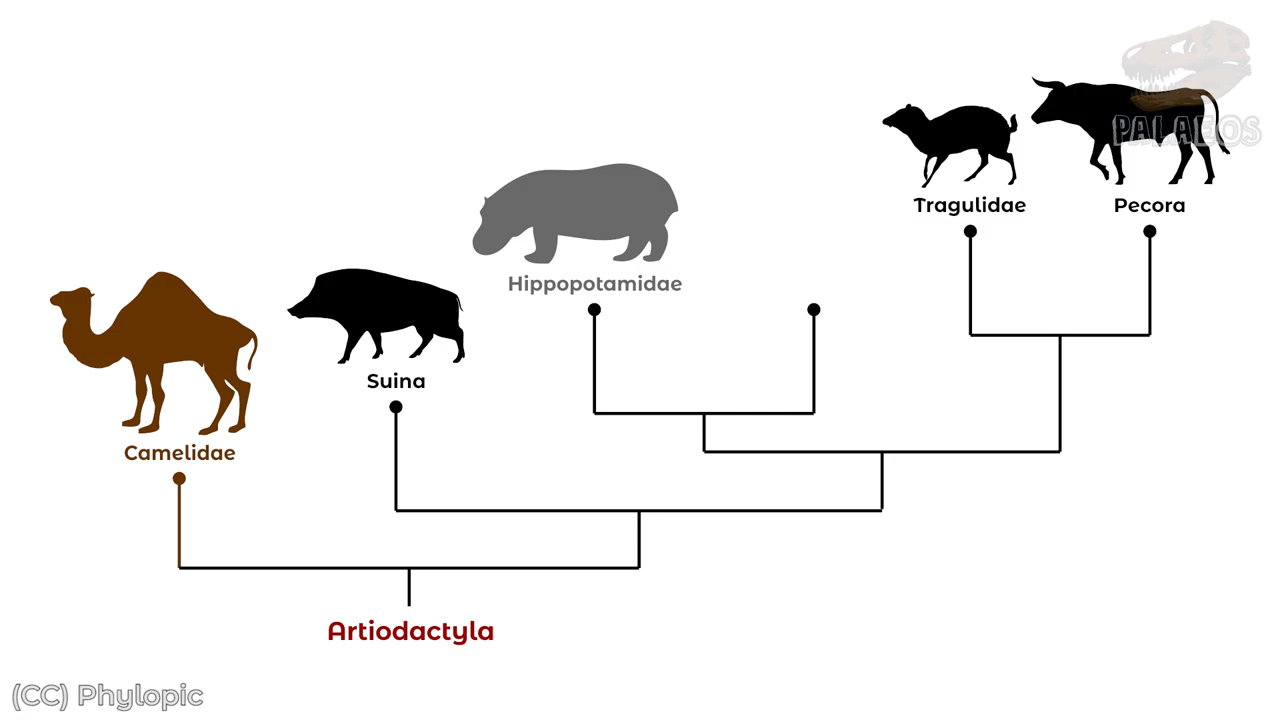 PALAEOS
Tragulidae
Pecora
Hippopotamidae
Suina
Camelidae
Artiodactyla
(CC) Phylopic